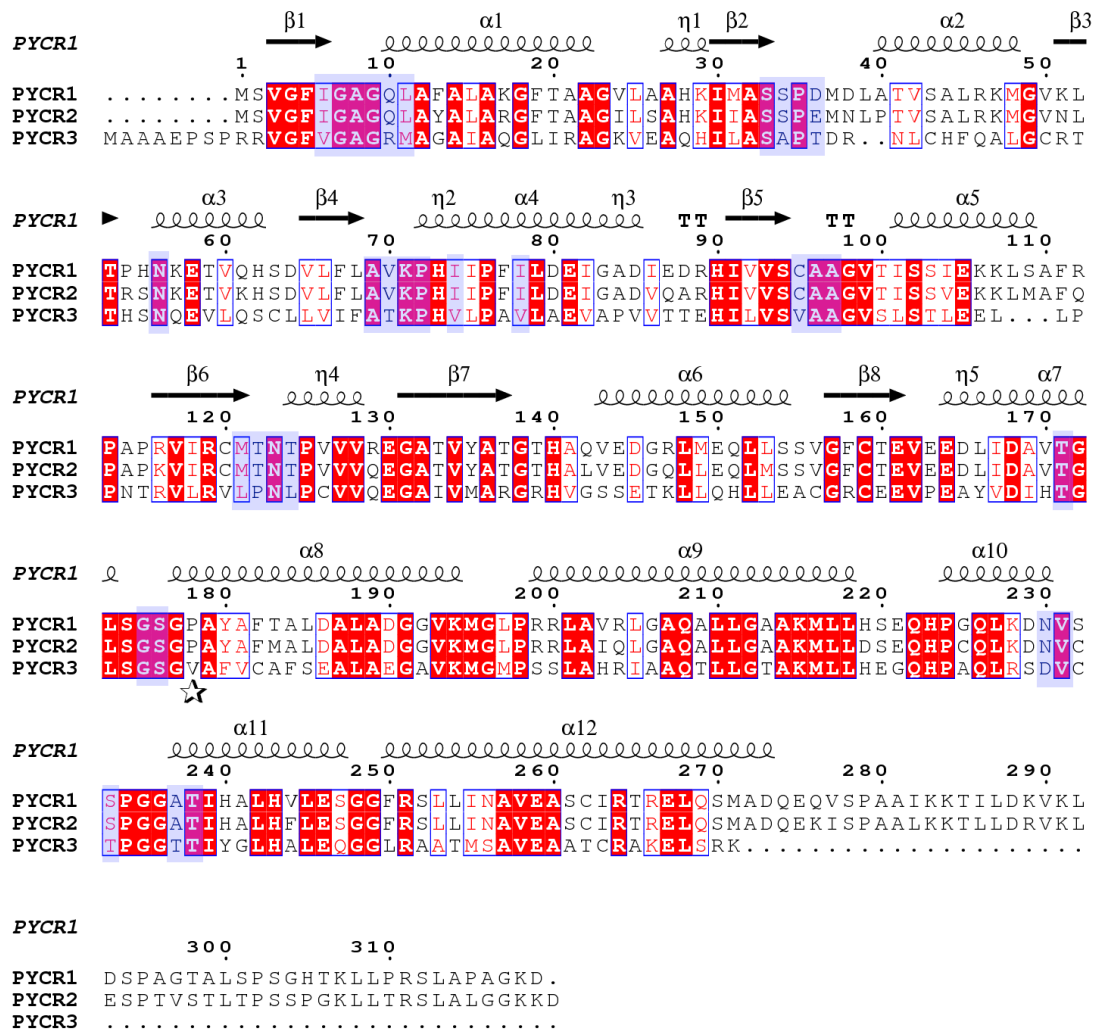 β1 α1 η1 β2 α2 β3
PYCR1
1 10 20 30 40 50
PYCR1 ........MSVGFIGAGQLAFALAKGFTAAGVLAAHKIMASSPDMDLATVSALRKMGVKL
PYCR2 ........MSVGFIGAGQLAYALARGFTAAGILSAHKIIASSPEMNLPTVSALRKMGVNL
PYCR3 MAAAEPSPRRVGFVGAGRMAGAIAQGLIRAGKVEAQHILASAPTDR..NLCHFQALGCRT
α3 β4 η2 α4 η3 β5 α5
PYCR1 TT TT
60 70 80 90 100 110
PYCR1 TPHNKETVQHSDVLFLAVKPHIIPFILDEIGADIEDRHIVVSCAAGVTISSIEKKLSAFR
PYCR2 TRSNKETVKHSDVLFLAVKPHIIPFILDEIGADVQARHIVVSCAAGVTISSVEKKLMAFQ
PYCR3 THSNQEVLQSCLLVIFATKPHVLPAVLAEVAPVVTTEHILVSVAAGVSLSTLEEL...LP
β6 η4 β7 α6 β8 η5 α7
PYCR1
120 130 140 150 160 170
PYCR1 PAPRVIRCMTNTPVVVREGATVYATGTHAQVEDGRLMEQLLSSVGFCTEVEEDLIDAVTG
PYCR2 PAPKVIRCMTNTPVVVQEGATVYATGTHALVEDGQLLEQLMSSVGFCTEVEEDLIDAVTG
PYCR3 PNTRVLRVLPNLPCVVQEGAIVMARGRHVGSSETKLLQHLLEACGRCEEVPEAYVDIHTG
α8 α9 α10
PYCR1
180 190 200 210 220 230
PYCR1 LSGSGPAYAFTALDALADGGVKMGLPRRLAVRLGAQALLGAAKMLLHSEQHPGQLKDNVS
PYCR2 LSGSGPAYAFMALDALADGGVKMGLPRRLAIQLGAQALLGAAKMLLHSEQHPCQLKDNVC
PYCR3 LSGSGVAFVCAFSEALAEGAVKMGMPSSLAHRIAAQTLLGTAKMLLHEGQHPAQLRSDVC
α11 α12
PYCR1
240 250 260 270 280 290
PYCR1 SPGGATIHALHVLESGGFRSLLINAVEASCIRTRELQSMADQEQVSPAAIKKTILDKVKL
PYCR2 SPGGATIHALHFLESGGFRSLLINAVEASCIRTRELQSMADQEKISPAALKKTLLDRVKL
PYCR3 TPGGTTIYGLHALEQGGLRAATMSAVEAATCRAKELSRK.....................
PYCR1
300 310
PYCR1 DSPAGTALSPSGHTKLLPRSLAPAGKD.
PYCR2 ESPTVSTLTPSSPGKLLTRSLALGGKKD
PYCR3 ............................